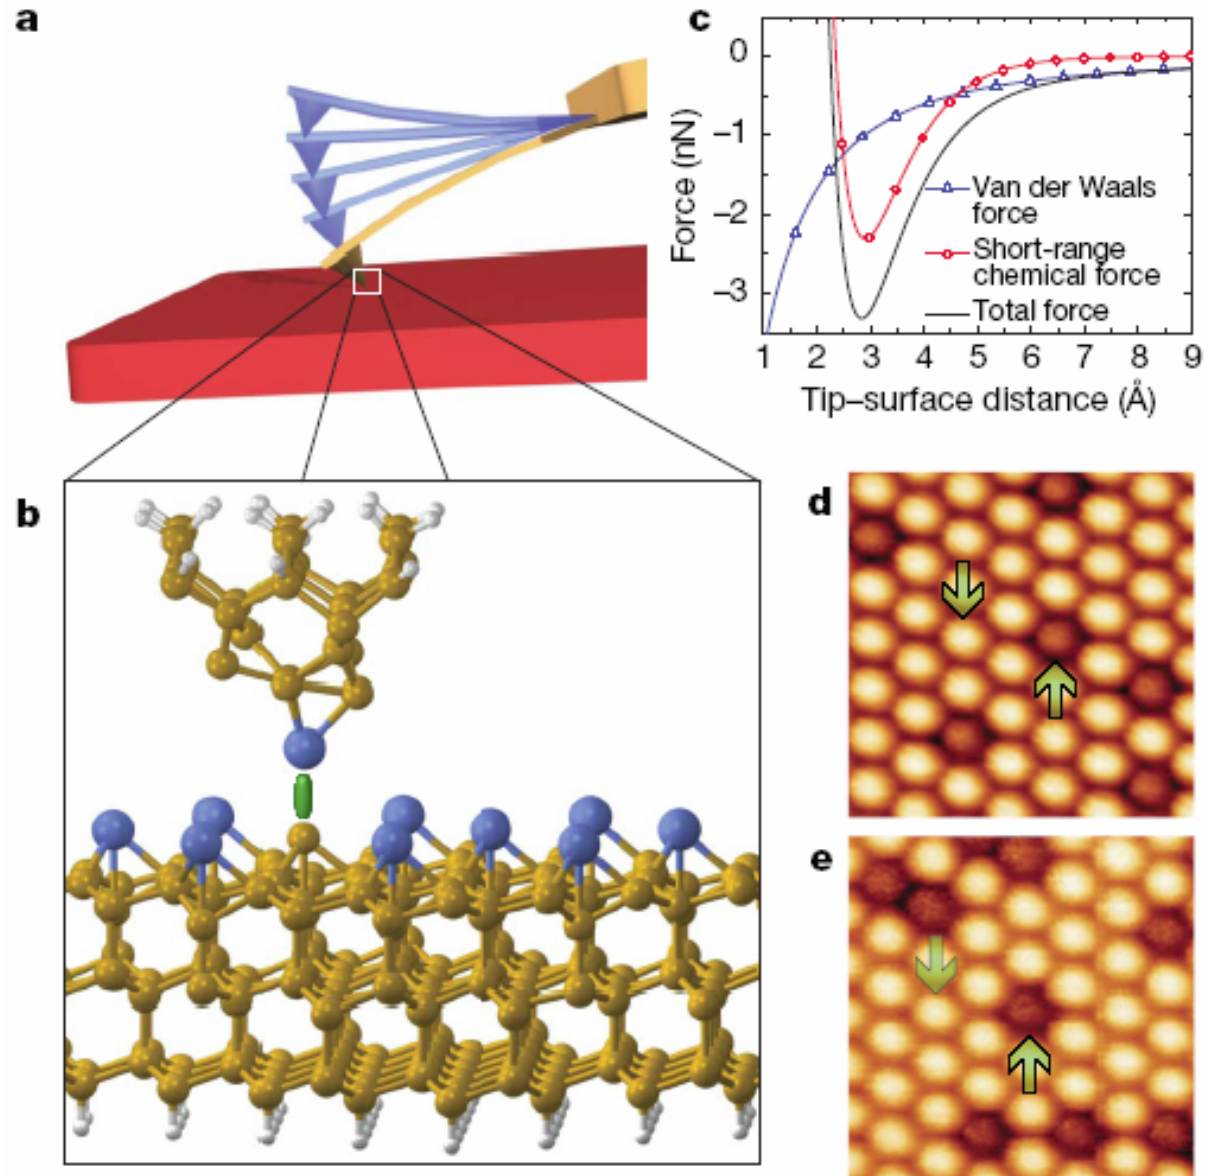 a
c
0
–1
–2
–3
Force (nN)
Van der Waals
force
Short-range
chemical force
Total force
1 2 3 4 5 6 7 8 9
Tip–surface distance (Å)
b
d
e